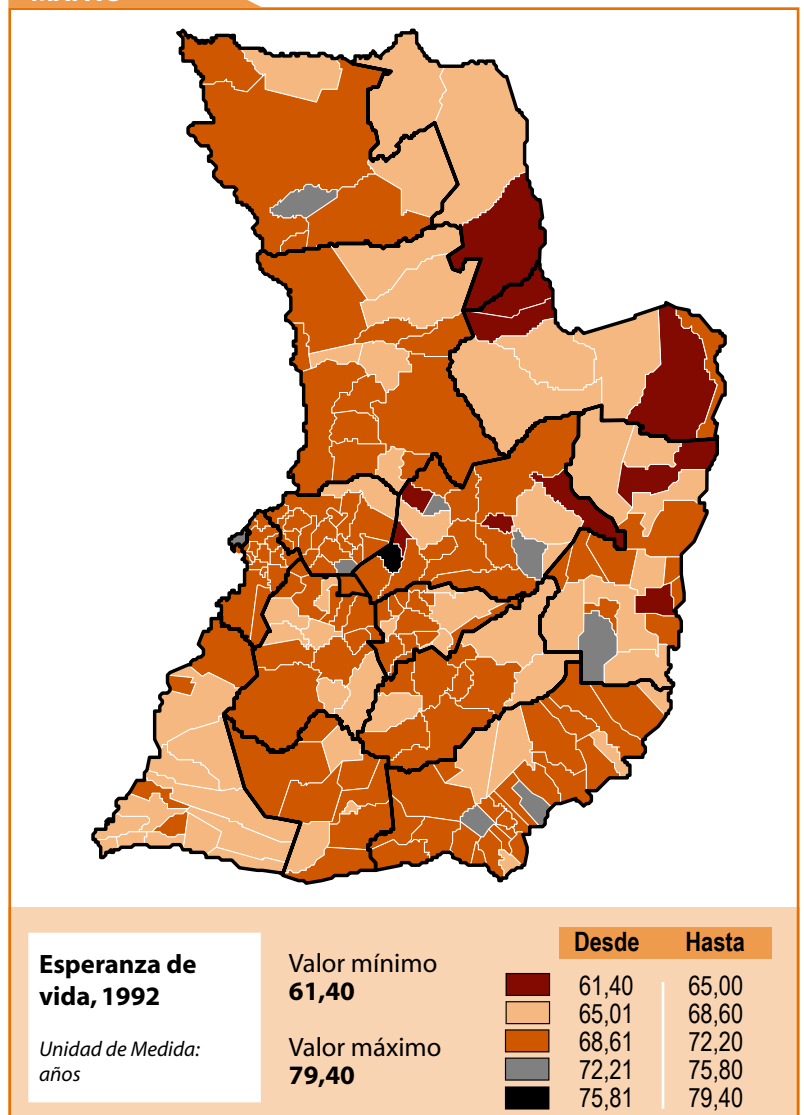 Esperanza de
vida, 1992
Unidad de Medida:
años
Valor mínimo
61,40
Valor máximo
79,40
Desde Hasta
61,40 65,00
65,01 68,60
68,61 72,20
72,21 75,80
75,81 79,40